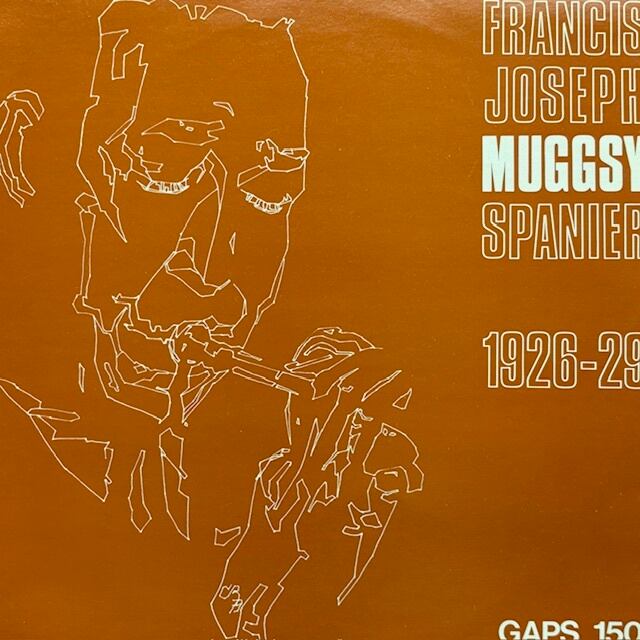 FRANCIS
JOSEPH
MUGGSY
SPANIER
1926-29
GAPS 150